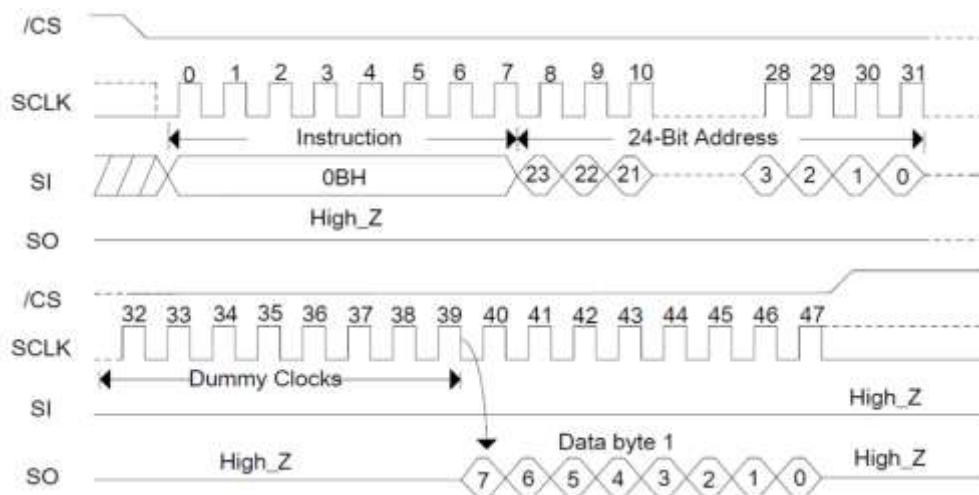 /CS
0 1 2 3 4 5 6 7 8 9 10 28 29 30 31
SCLK
Instruction 24-Bit Address
SI 0BH 23 22 21 3 2 1 0
High_Z
SO
/CS
32 33 34 35 36 37 38 39 40 41 42 43 44 45 46 47
SCLK
Dummy Clocks
SI High_Z
Data byte 1
SO High_Z 7 6 5 4 3 2 1 0 High_Z